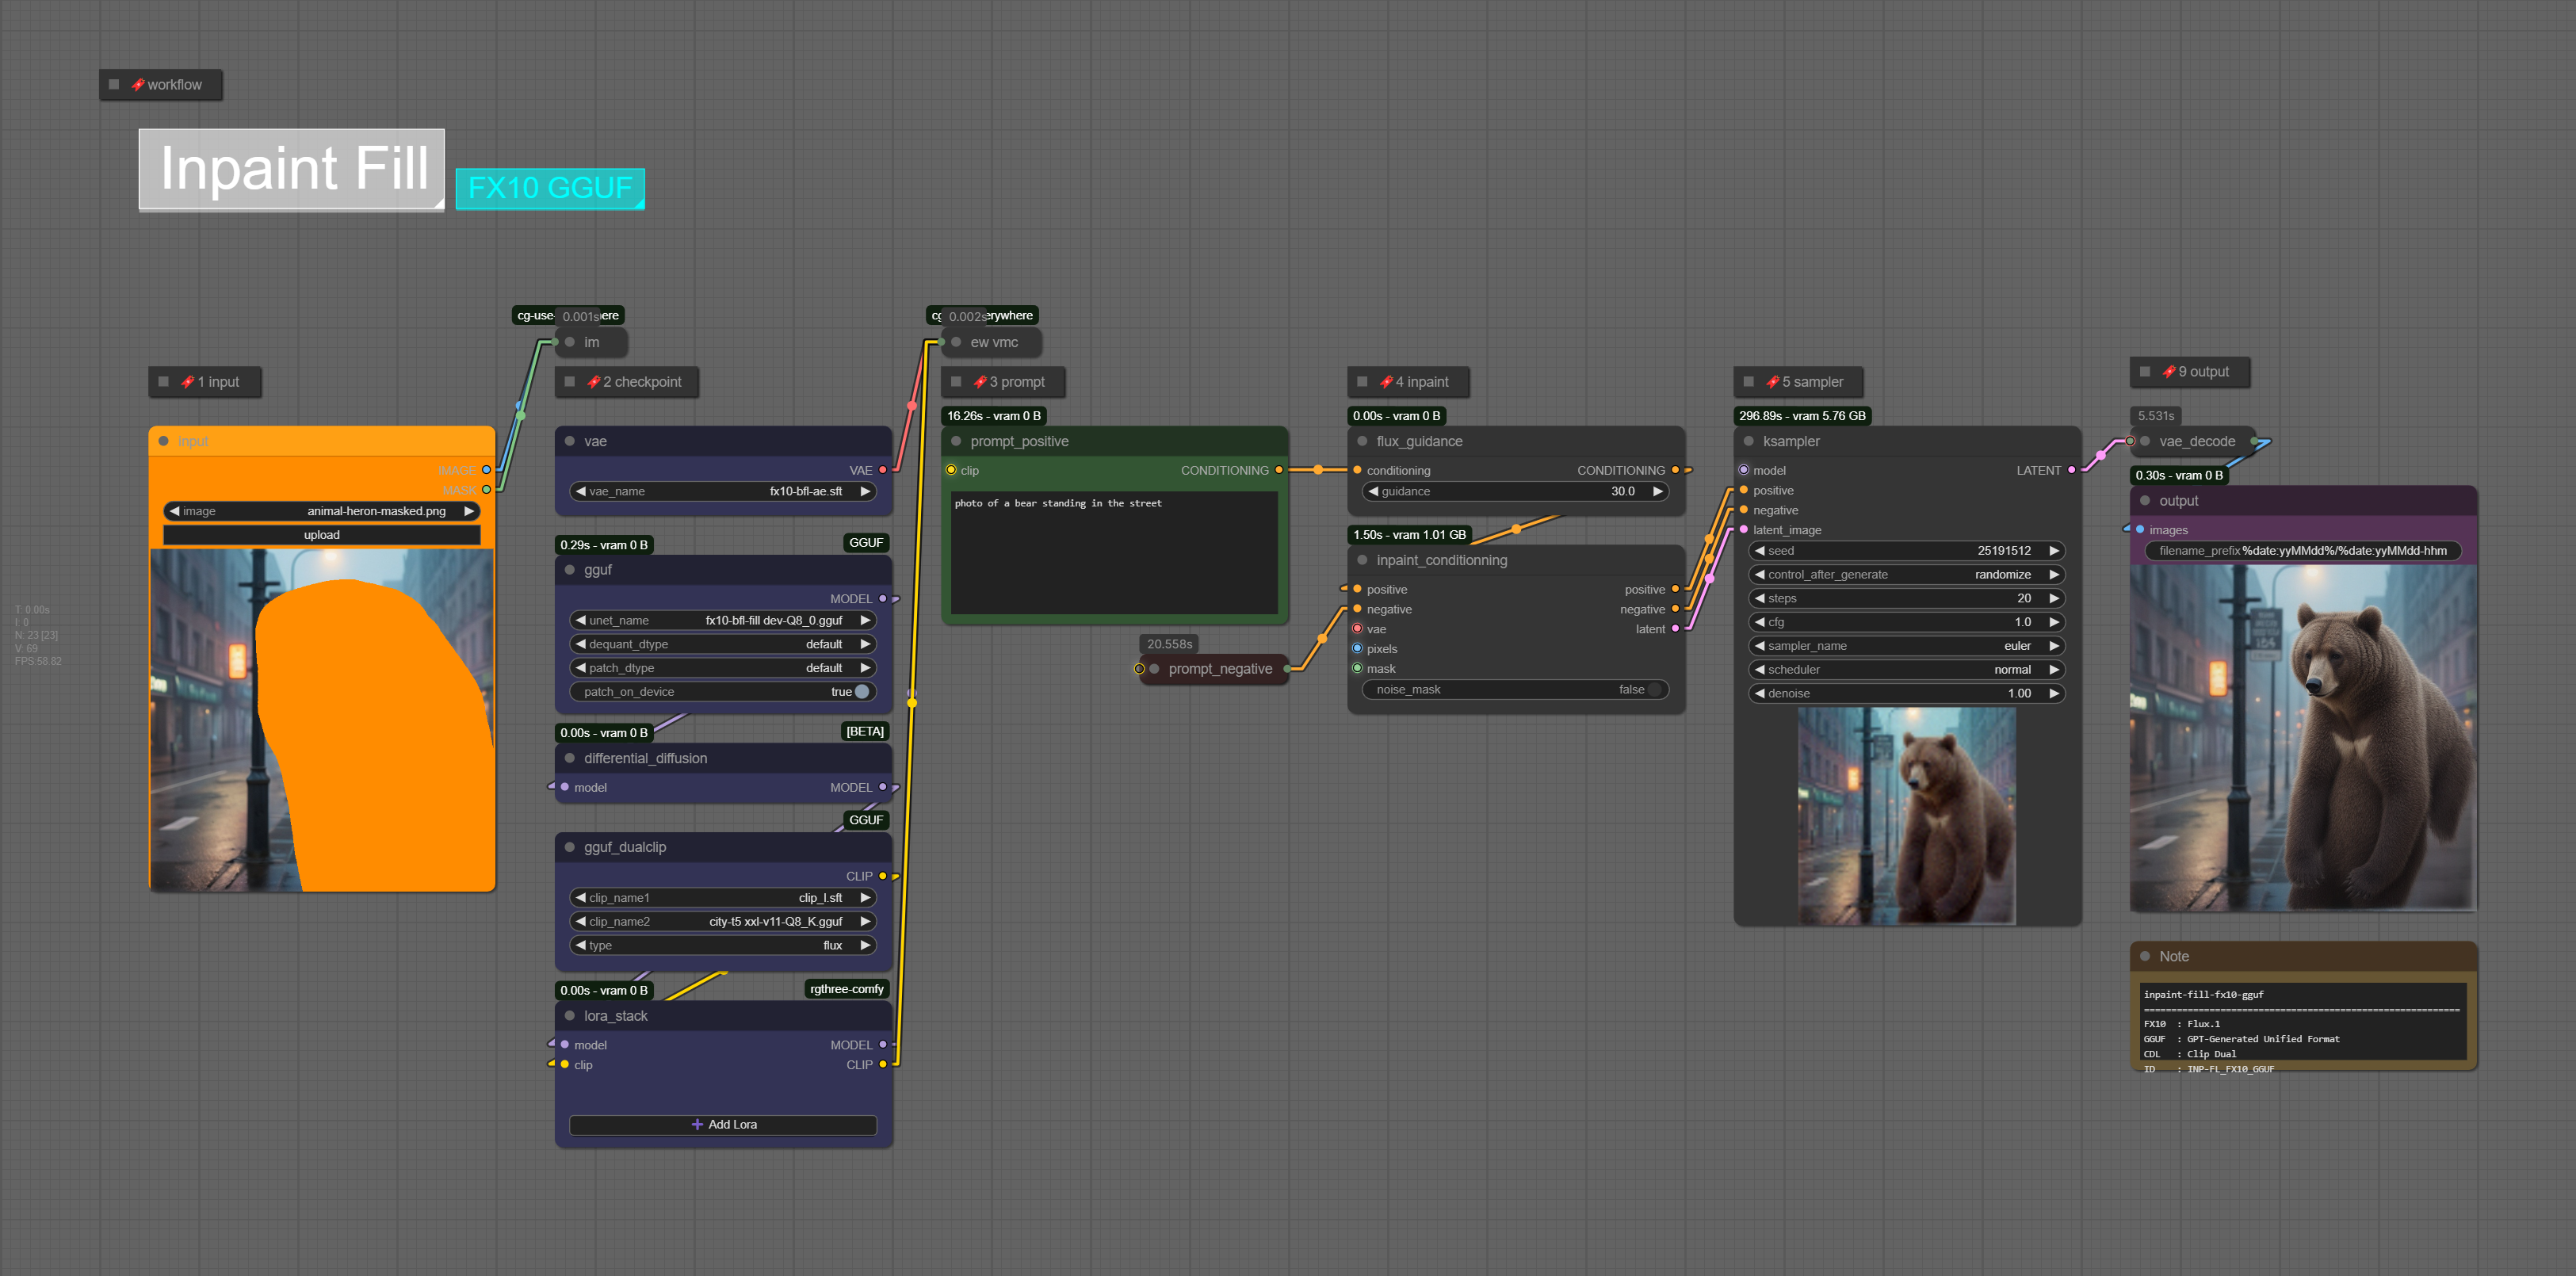 workflow
Inpaint Fill
FX10 GGUF
T: 0.00s
I: 0
N: 23 [23]
V: 69
FPS:58.82
1 input
input
IMAGE
MASK
image animal-heron-masked.png
upload
0.001s
im
2 checkpoint
vae
VAE
vae_name fx10-bfl-ae.sft
0.29s - vram 0 B GGUF
gguf
MODEL
unet_name fx10-bfl-fill dev-Q8_0.gguf
dequant_dtype default
patch_dtype default
patch_on_device true
0.00s - vram 0 B [BETA]
differential_diffusion
model MODEL
GGUF
gguf_dualclip
CLIP
clip_name1 clip_l.sft
clip_name2 city-t5 xxl-v11-Q8_K.gguf
type flux
0.00s - vram 0 B rgthree-comfy
lora_stack
model MODEL
clip CLIP
Add Lora
0.002s
ew vmc
3 prompt
16.26s - vram 0 B
prompt_positive
clip CONDITIONING
photo of a bear standing in the street
20.558s
prompt_negative
4 inpaint
0.00s - vram 0 B
flux_guidance
conditioning CONDITIONING
guidance 30.0
1.50s - vram 1.01 GB
inpaint_conditionning
positive positive
negative negative
vae latent
pixels
mask
noise_mask false
5 sampler
296.89s - vram 5.76 GB
ksampler
model LATENT
positive
negative
latent_image
seed 25191512
control_after_generate randomize
steps 20
cfg 1.0
sampler_name euler
scheduler normal
denoise 1.00
9 output
5.531s
vae_decode
0.30s - vram 0 B
output
images
filename_prefix %date:yyMMdd%/%date:yyMMdd-hhm
Note
inpaint-fill-fx10-gguf
==========================================================
FX10 : Flux.1
GGUF : GPT-Generated Unified Format
CDL : Clip Dual
ID : INP-FL_FX10_GGUF